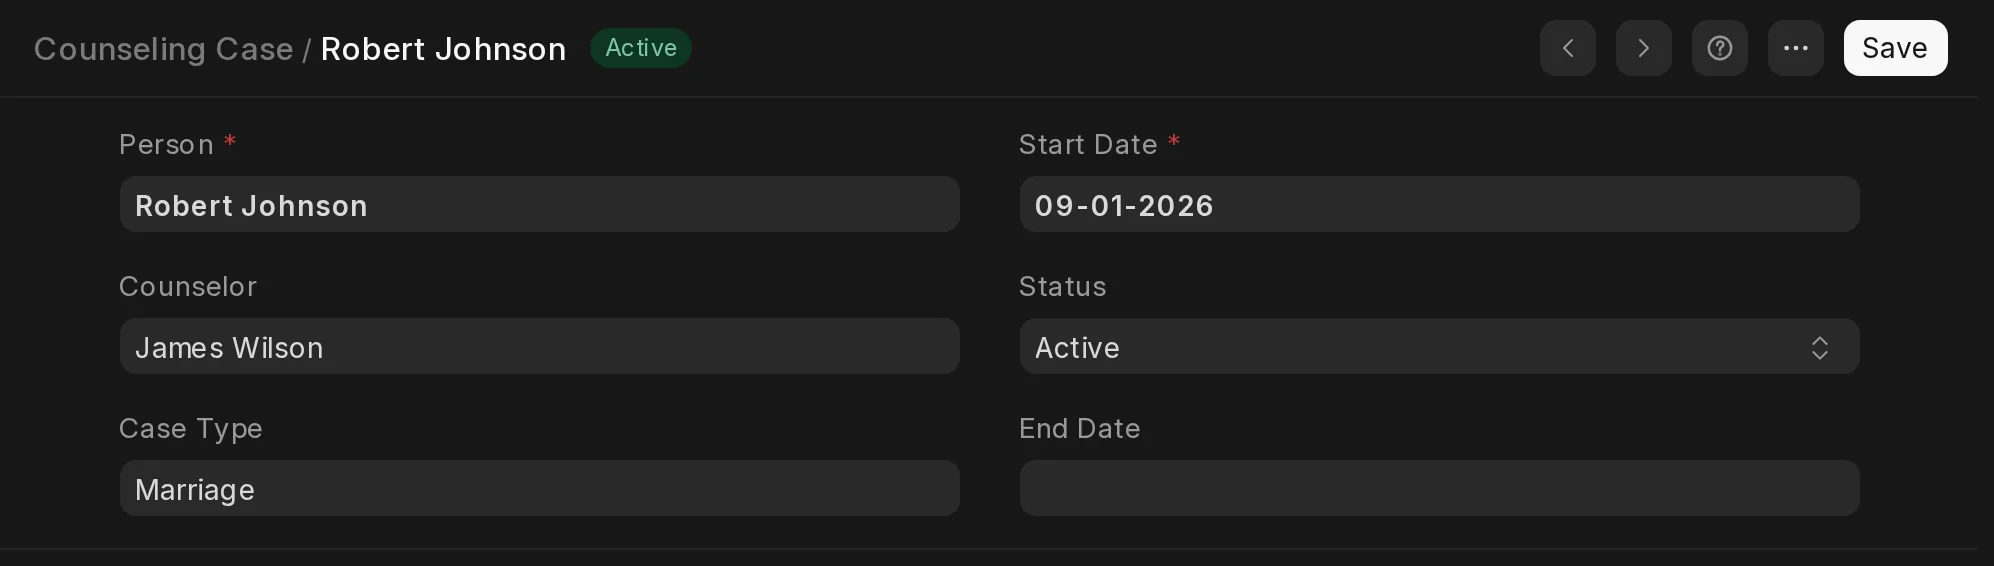 Counseling Case / Robert Johnson Active Save
Person * Start Date *
Robert Johnson 09-01-2026
Counselor Status
James Wilson Active
Case Type End Date
Marriage